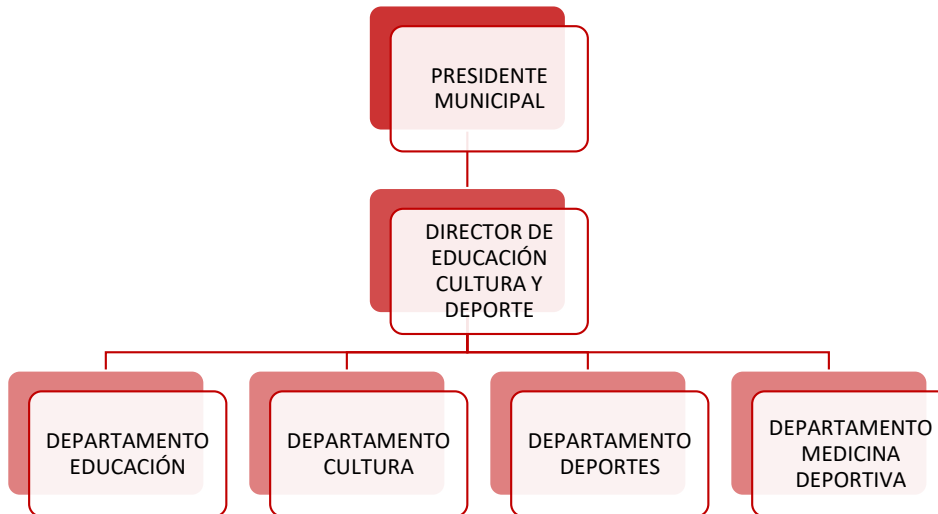 PRESIDENTE
MUNICIPAL
DIRECTOR DE
EDUCACIÓN
CULTURA Y
DEPORTE
DEPARTAMENTO
EDUCACIÓN
DEPARTAMENTO
CULTURA
DEPARTAMENTO
DEPORTES
DEPARTAMENTO
MEDICINA
DEPORTIVA